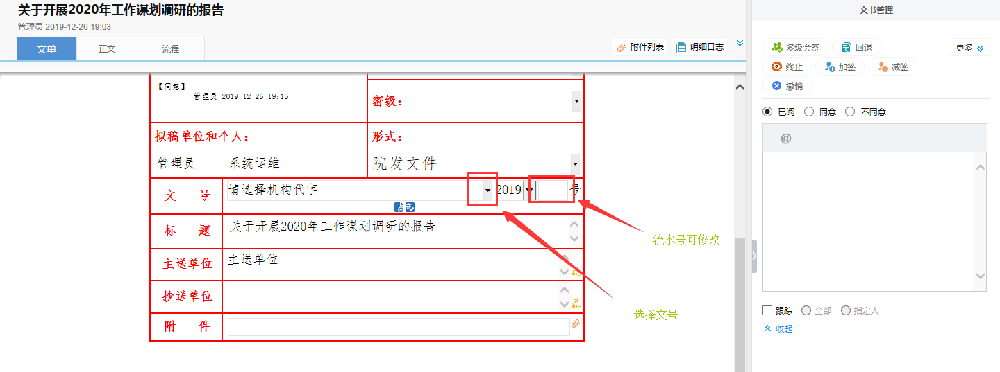 关于开展2020年工作谋划调研的报告
管理员 2019-12-26 19:03
文单 正文 流程
附件列表 明细日志
【同意】
管理员 2019-12-26 19:15
密级：
拟稿单位和个人：
形式：
管理员 系统运维
院发文件
文 号
请选择机构代字 2019 号
标 题
关于开展2020年工作谋划调研的报告
主送单位
主送单位
抄送单位
附 件
流水号可修改
选择文号
文书管理
多级会签 回退 更多
终止 加签 减签
撤销
已阅 同意 不同意
@
跟踪 全部 指定人
收起